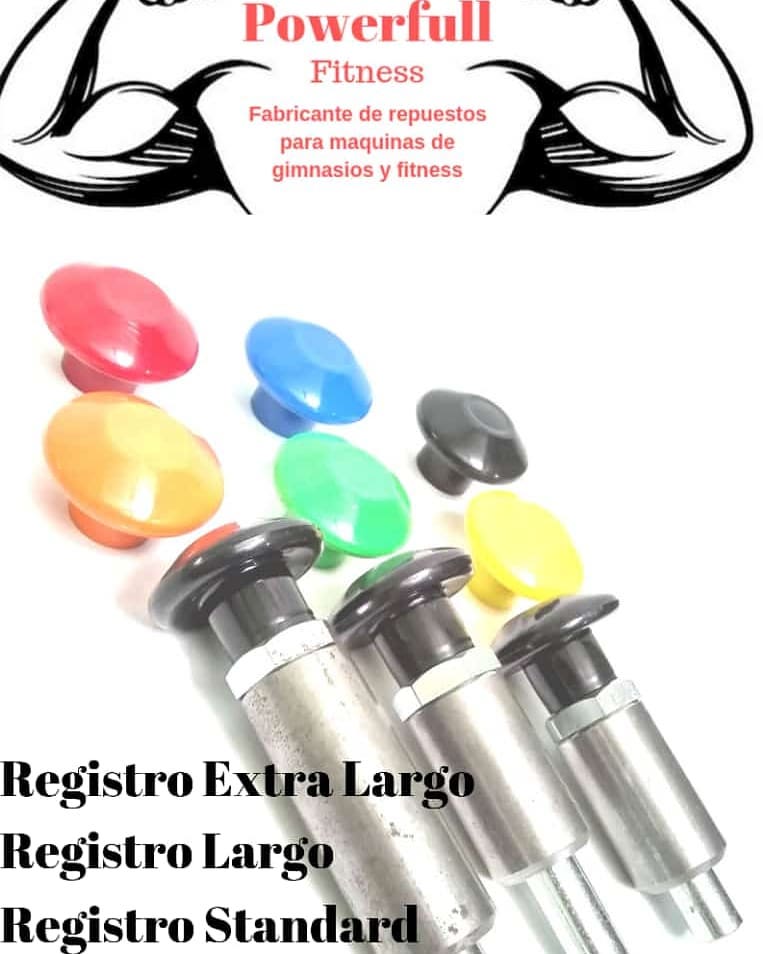 Powerfull
Fitness
Fabricante de repuestos
para maquinas de
gimnasios y fitness
Registro Extra Largo
Registro Largo
Registro Standard